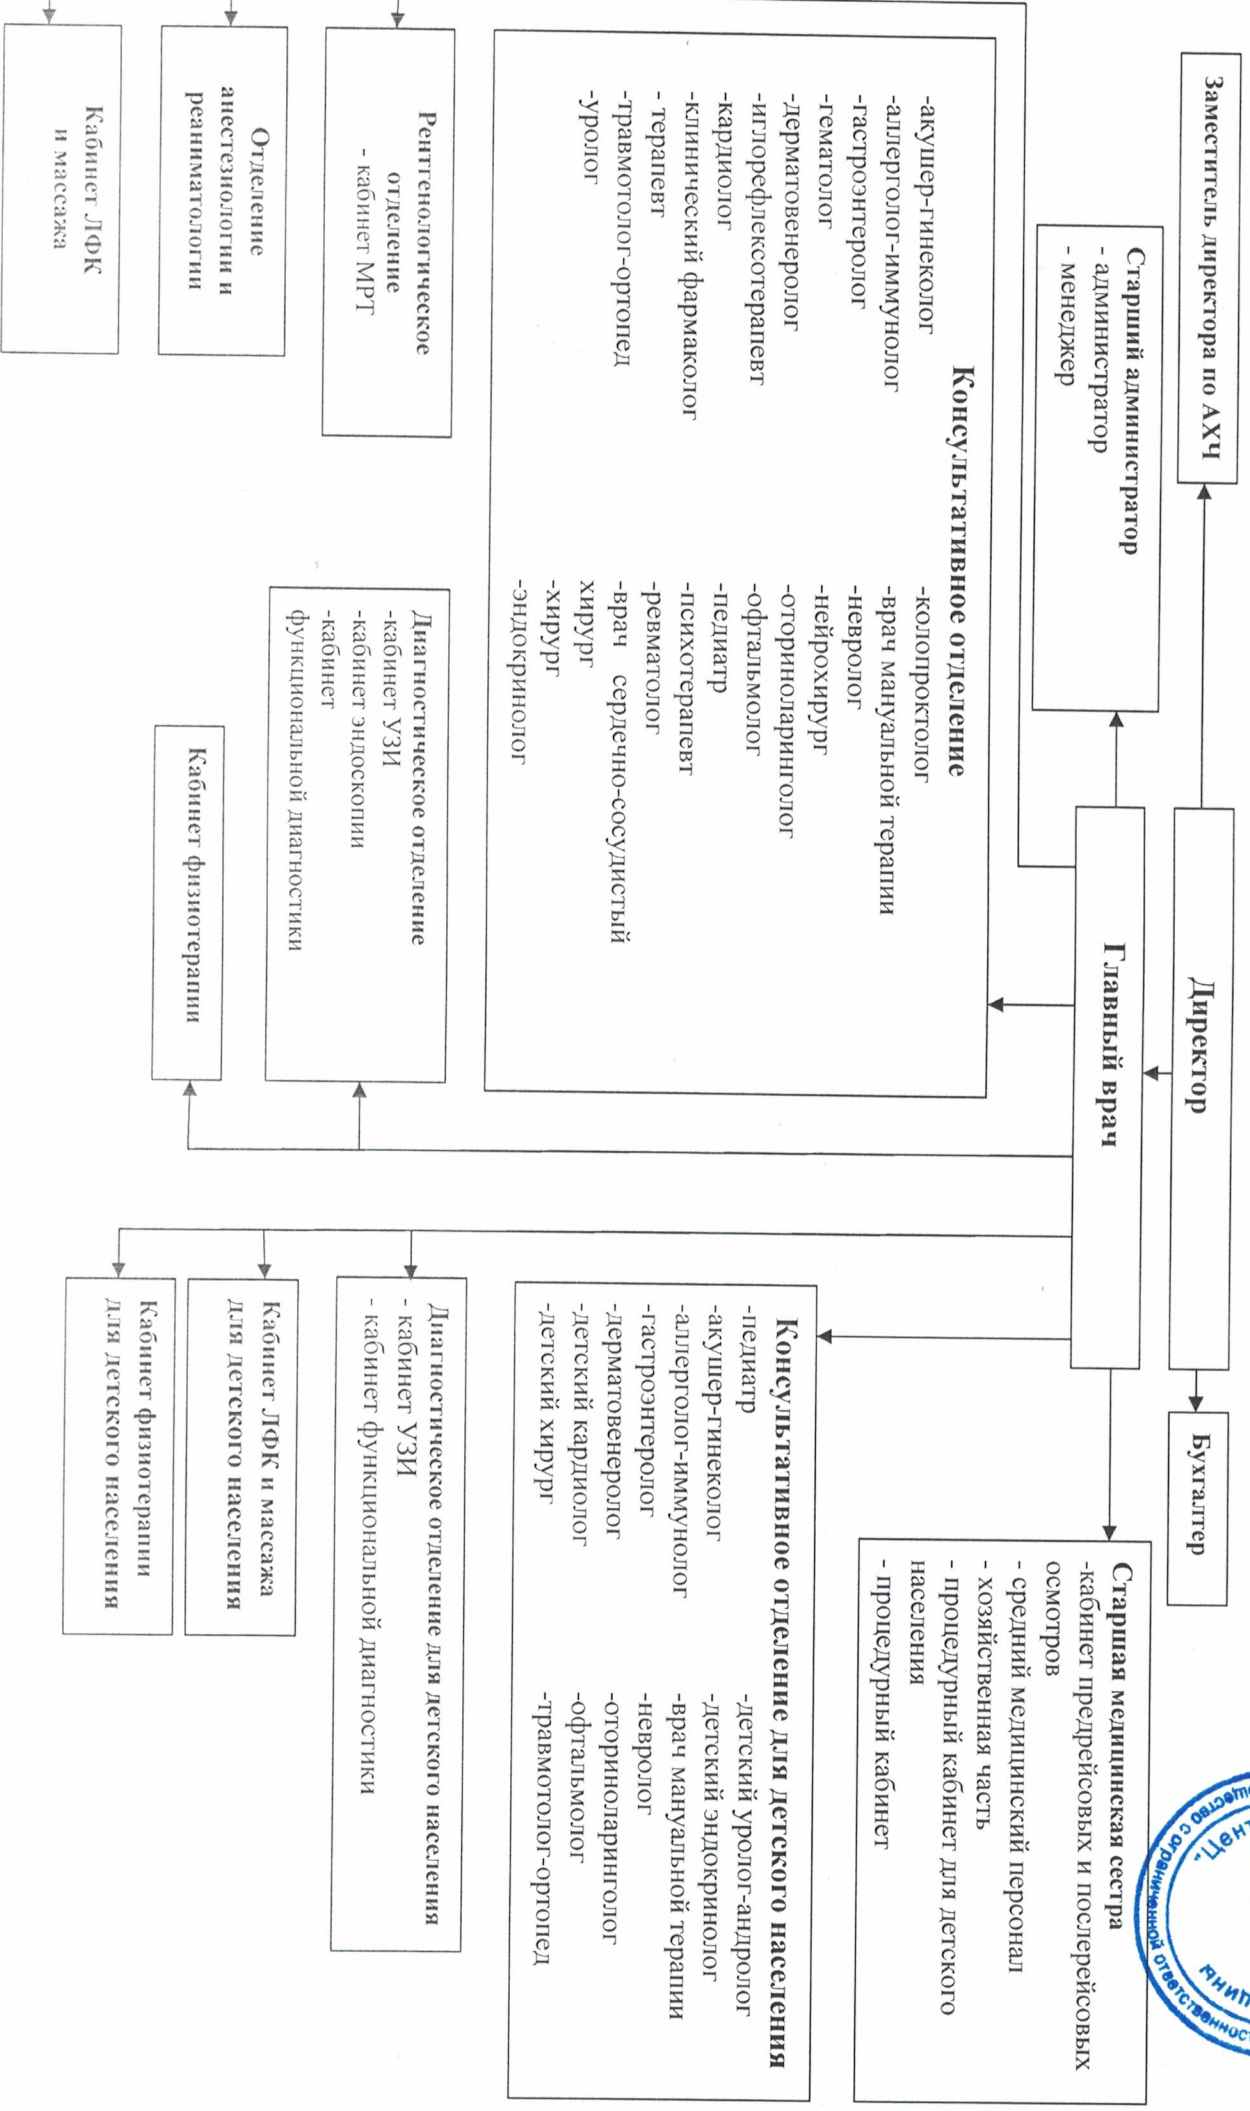 Директор
Заместитель директора по АХЧ
Бухгалтер
Главный врач
Старший администратор
- администратор
- менеджер
Старшая медицинская сестра
-кабинет предрейсовых и послерейсовых
осмотров
- средний медицинский персонал
- хозяйственная часть
- процедурный кабинет для детского
населения
- процедурный кабинет
Консультативное отделение
-акушер-гинеколог
-аллерголог-иммунолог
-гастроэнтеролог
-гематолог
-дерматовенеролог
-иглорефлексотерапевт
-кардиолог
-клинический фармаколог
- терапевт
-травмотолог-ортопед
-уролог
-колопроктолог
-врач мануальной терапии
-невролог
-нейрохирург
-оториноларинголог
-офтальмолог
-педиатр
-психотерапевт
-ревматолог
-врач сердечно-сосудистый
хирург
-хирург
-эндокринолог
Консультативное отделение для детского населения
-педиатр
-акушер-гинеколог
-аллерголог-иммунолог
-гастроэнтеролог
-дерматовенеролог
-детский кардиолог
-детский хирург
-детский уролог-андролог
-детский эндокринолог
-врач мануальной терапии
-невролог
-оториноларинголог
-офтальмолог
-травмотолог-ортопед
Рентгенологическое
отделение
- кабинет МРТ
Диагностическое отделение
-кабинет УЗИ
-кабинет эндоскопии
-кабинет
функциональной диагностики
Диагностическое отделение для детского населения
- кабинет УЗИ
- кабинет функциональной диагностики
Отделение
анестезиологии и
реаниматологии
Кабинет физиотерапии
Кабинет ЛФК и массажа
для детского населения
Кабинет ЛФК
и массажа
Кабинет физиотерапии
для детского населения
с ограниченной